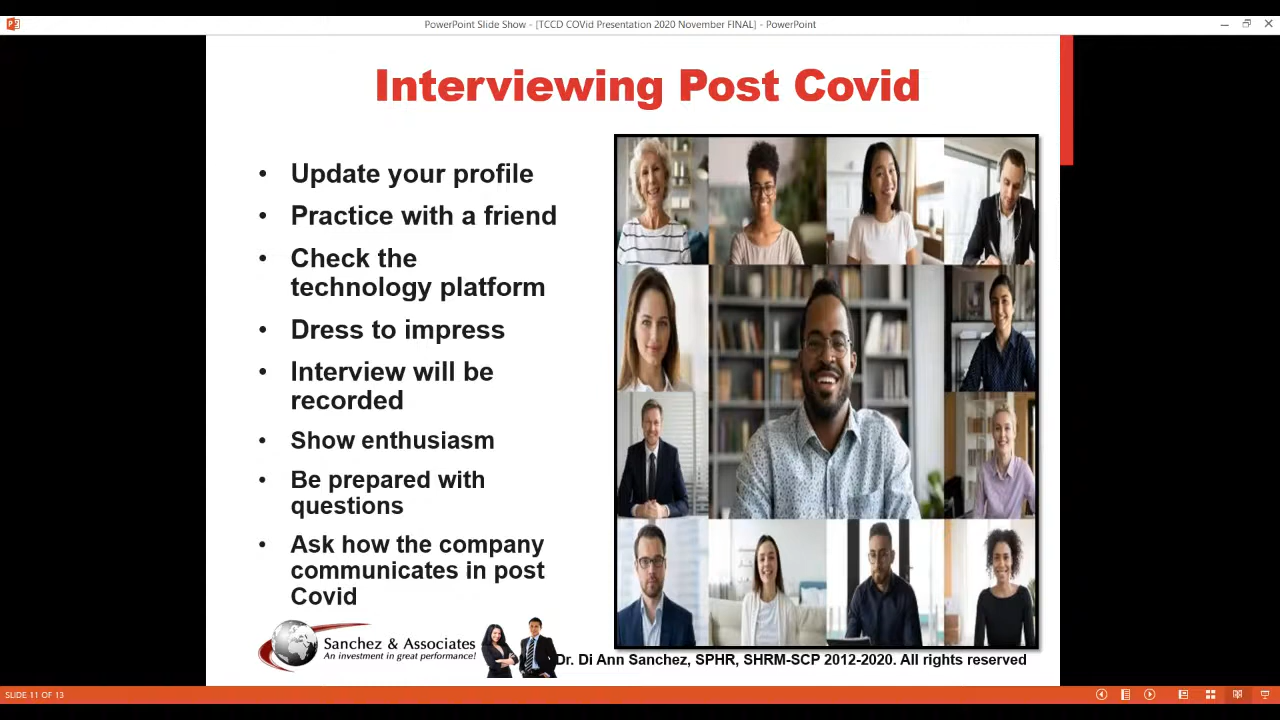 PowerPoint Slide Show - [TCCD COVid Presentation 2020 November FINAL] - PowerPoint
Interviewing Post Covid
• Update your profile
• Practice with a friend
• Check the
technology platform
• Dress to impress
• Interview will be
recorded
• Show enthusiasm
• Be prepared with
questions
• Ask how the company
communicates in post
Covid
Sanchez & Associates
An investment in great performance!
Dr. Di Ann Sanchez, SPHR, SHRM-SCP 2012-2020. All rights reserved
SLIDE 11 OF 13